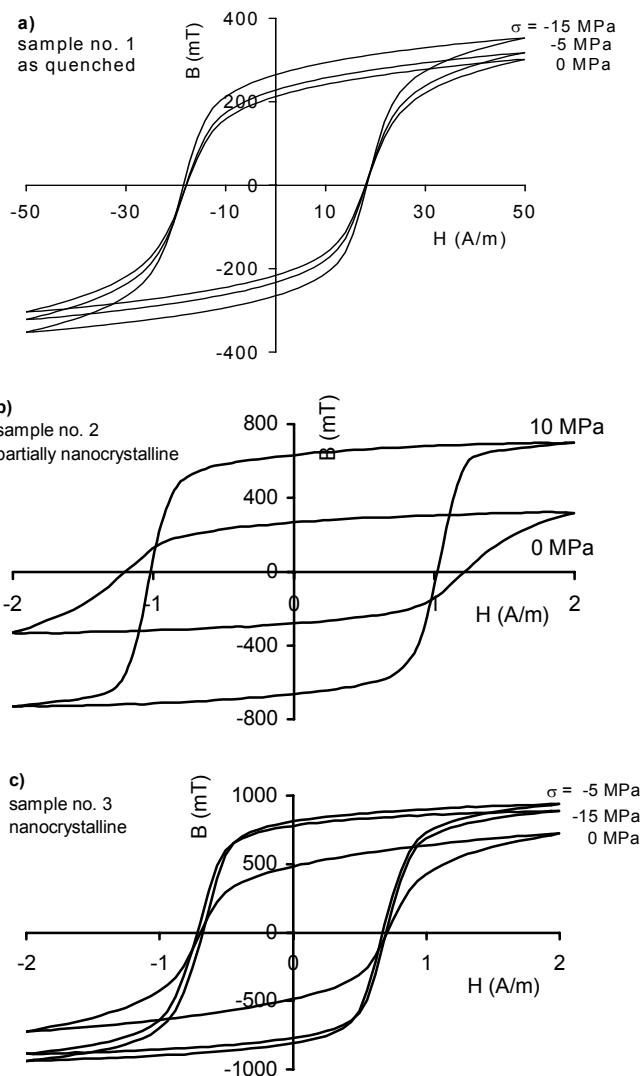 a)
sample no. 1
as quenched
B (mT)
σ = -15 MPa
-5 MPa
0 MPa
400
200
0
-200
-400
-50 -30 -10 10 30 50
H (A/m)
b)
sample no. 2
partially nanocrystalline
B (mT)
10 MPa
0 MPa
800
400
0
-400
-800
-2 -1 0 1 2
H (A/m)
c)
sample no. 3
nanocrystalline
B (mT)
σ = -5 MPa
-15 MPa
0 MPa
1000
500
0
-500
-1000
-2 -1 0 1 2
H (A/m)